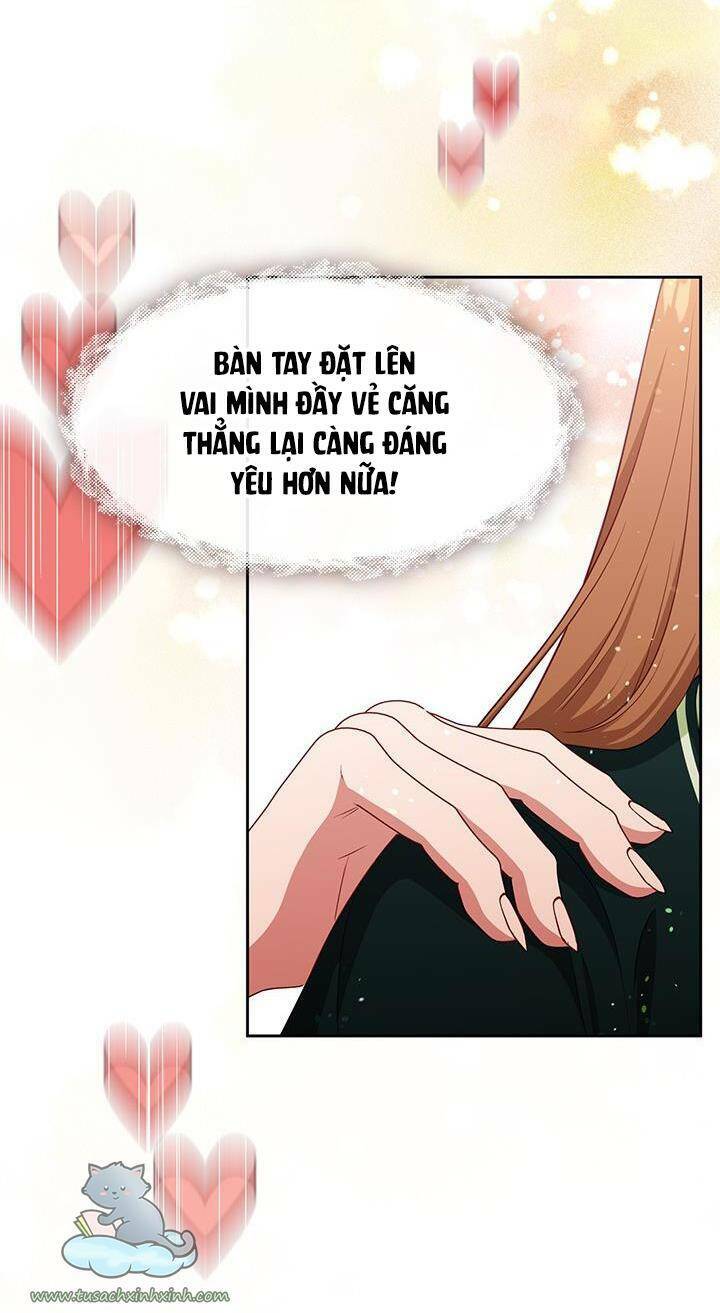 BÀN TAY ĐẶT LÊN
VAI MÌNH ĐẦY VẺ CĂNG
THẲNG LẠI CÀNG ĐÁNG
YÊU HƠN NỮA!
www.tusachxinhxinh.com